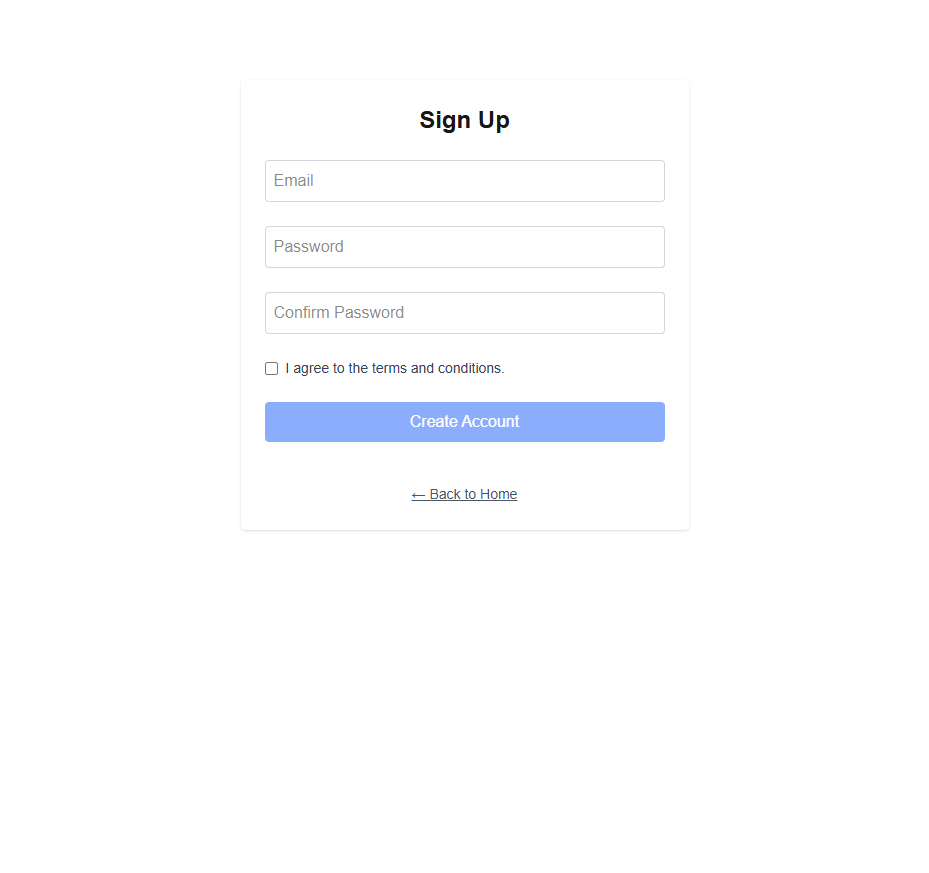 Sign Up
Email
Password
Confirm Password
I agree to the terms and conditions.
Create Account
← Back to Home